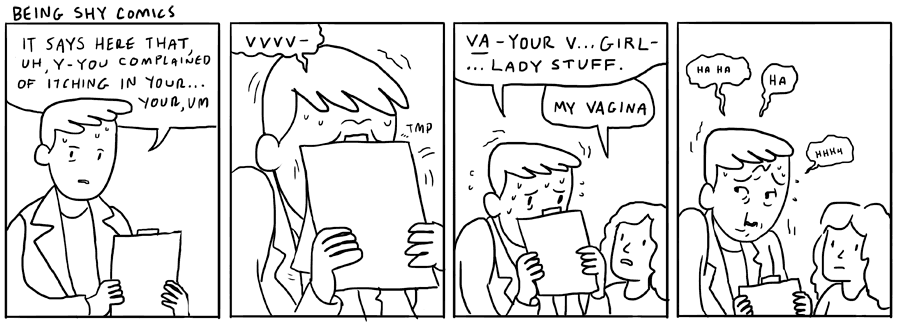 BEING SHY COMICS
IT SAYS HERE THAT,
UH, Y-YOU COMPLAINED
OF ITCHING IN YOUR...
YOUR, UM
VVVV-
TMP
VA-YOUR V... GIRL-
... LADY STUFF.
MY VAGINA
HA HA
HA
HHHH